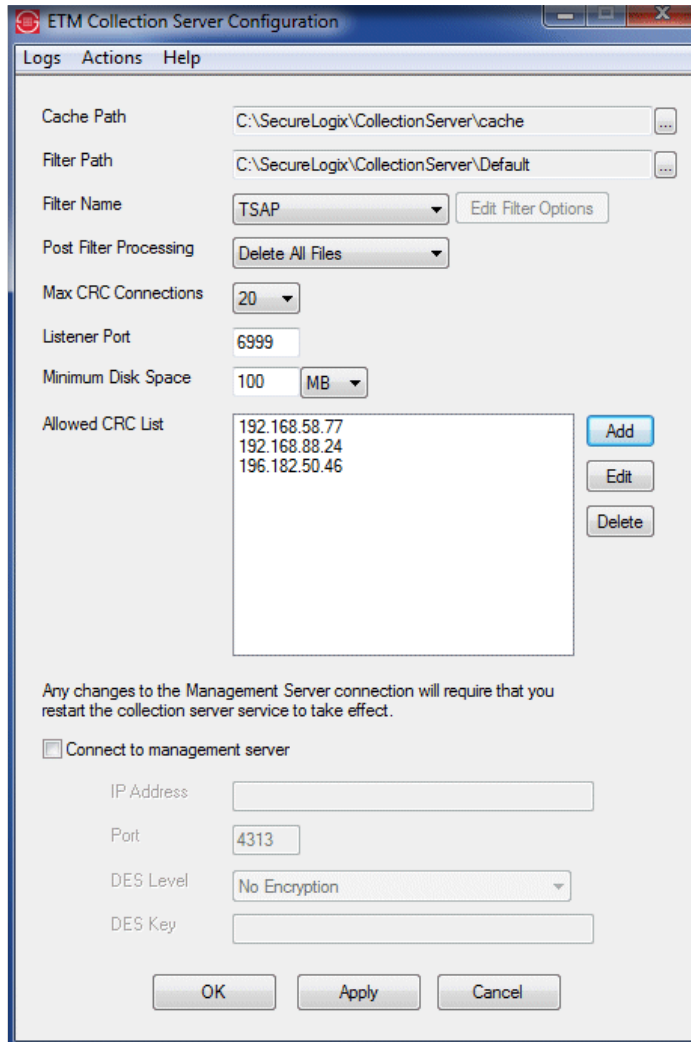 ETM Collection Server Configuration
Logs Actions Help
Cache Path C:\SecureLogix\CollectionServer\cache ...
Filter Path C:\SecureLogix\CollectionServer\Default ...
Filter Name TSAP Edit Filter Options
Post Filter Processing Delete All Files
Max CRC Connections 20
Listener Port 6999
Minimum Disk Space 100 MB
Allowed CRC List 192.168.58.77 Add
192.168.88.24
196.182.50.46 Edit
Delete
Any changes to the Management Server connection will require that you
restart the collection server service to take effect.
Connect to management server
IP Address
Port 4313
DES Level No Encryption
DES Key
OK Apply Cancel